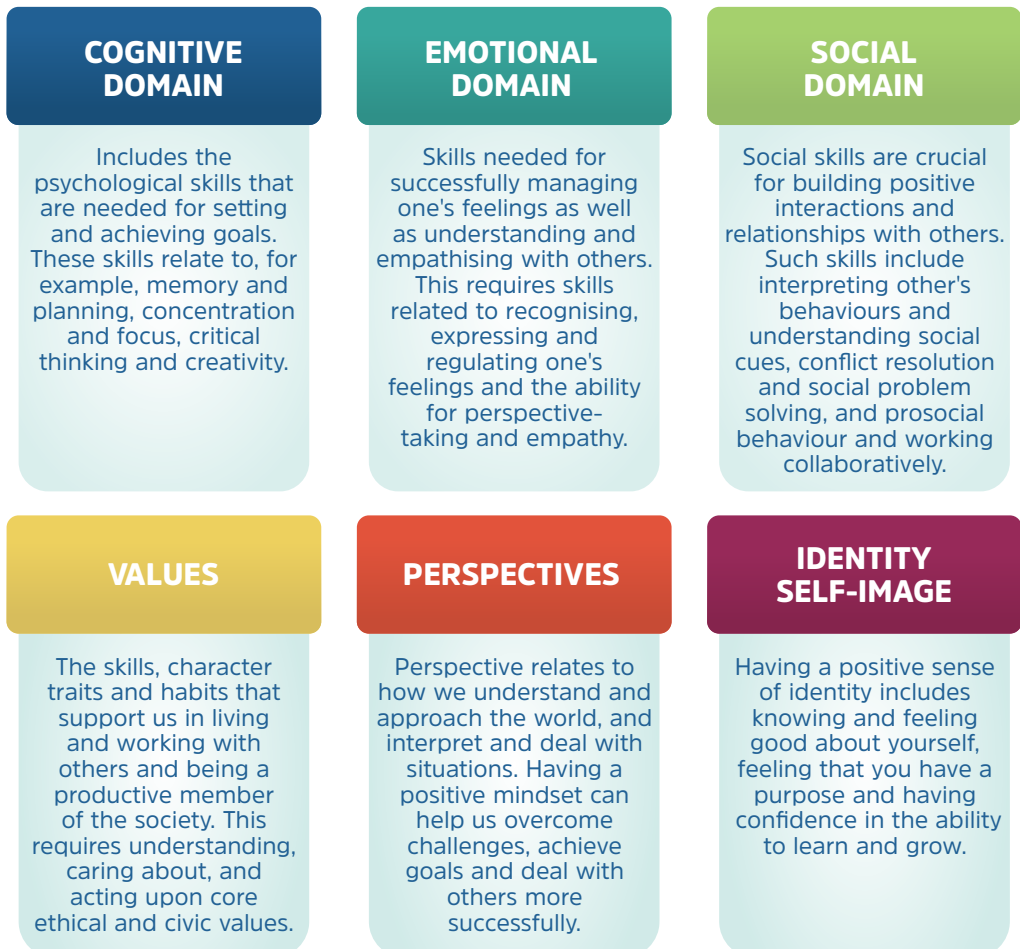 COGNITIVE
DOMAIN
Includes the
psychological skills that
are needed for setting
and achieving goals.
These skills relate to, for
example, memory and
planning, concentration
and focus, critical
thinking and creativity.
EMOTIONAL
DOMAIN
Skills needed for
successfully managing
one's feelings as well
as understanding and
empathising with others.
This requires skills
related to recognising,
expressing and
regulating one's
feelings and the ability
for perspective-
taking and empathy.
SOCIAL
DOMAIN
Social skills are crucial
for building positive
interactions and
relationships with others.
Such skills include
interpreting other's
behaviours and
understanding social
cues, conflict resolution
and social problem
solving, and prosocial
behaviour and working
collaboratively.
VALUES
The skills, character
traits and habits that
support us in living
and working with
others and being a
productive member
of the society. This
requires understanding,
caring about, and
acting upon core
ethical and civic values.
PERSPECTIVES
Perspective relates to
how we understand and
approach the world, and
interpret and deal with
situations. Having a
positive mindset can
help us overcome
challenges, achieve
goals and deal with
others more
successfully.
IDENTITY
SELF-IMAGE
Having a positive sense
of identity includes
knowing and feeling
good about yourself,
feeling that you have a
purpose and having
confidence in the ability
to learn and grow.